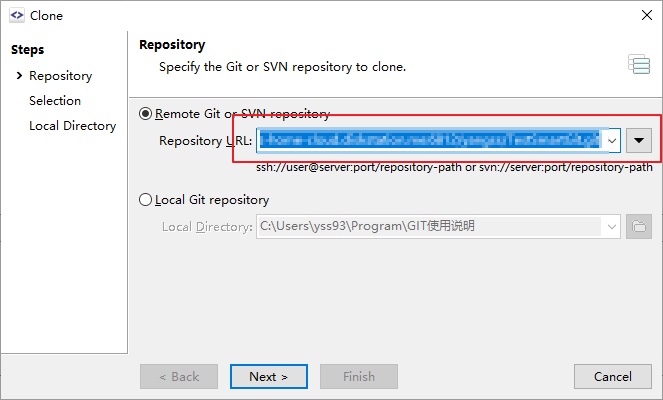 Clone
Steps
Repository
Selection
Local Directory
Repository
Specify the Git or SVN repository to clone.
Remote Git or SVN repository
Repository URL:
ssh://user@server:port/repository-path or svn://server:port/repository-path
Local Git repository
Local Directory: C:\Users\yss93\Program\GIT使用说明
< Back
Next >
Finish
Cancel